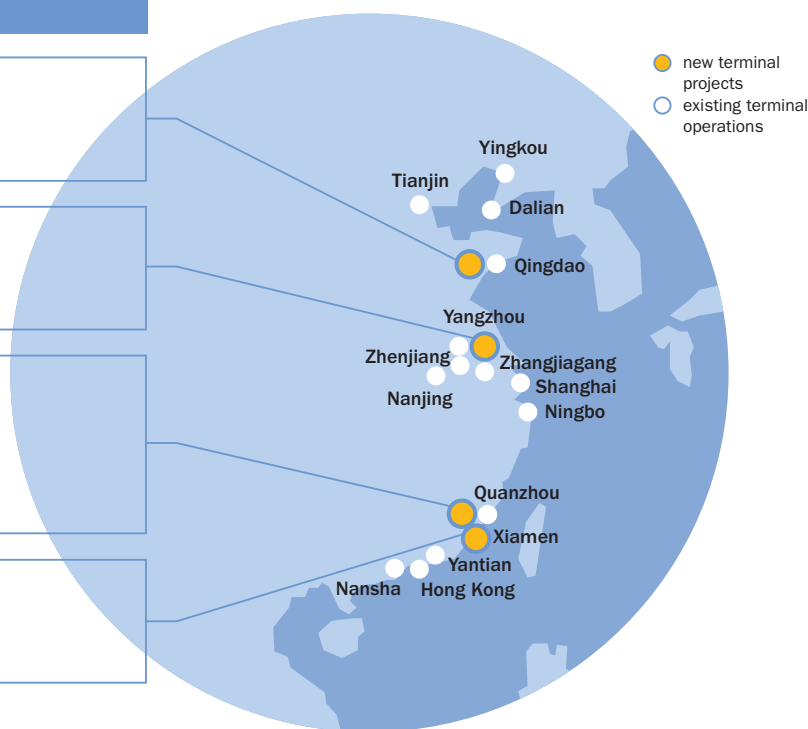 new terminal
projects
existing terminal
operations
Yingkou
Tianjin
Dalian
Qingdao
Yangzhou
Zhenjiang
Zhangjiagang
Shanghai
Nanjing
Ningbo
Quanzhou
Xiamen
Yantian
Nansha
Hong Kong